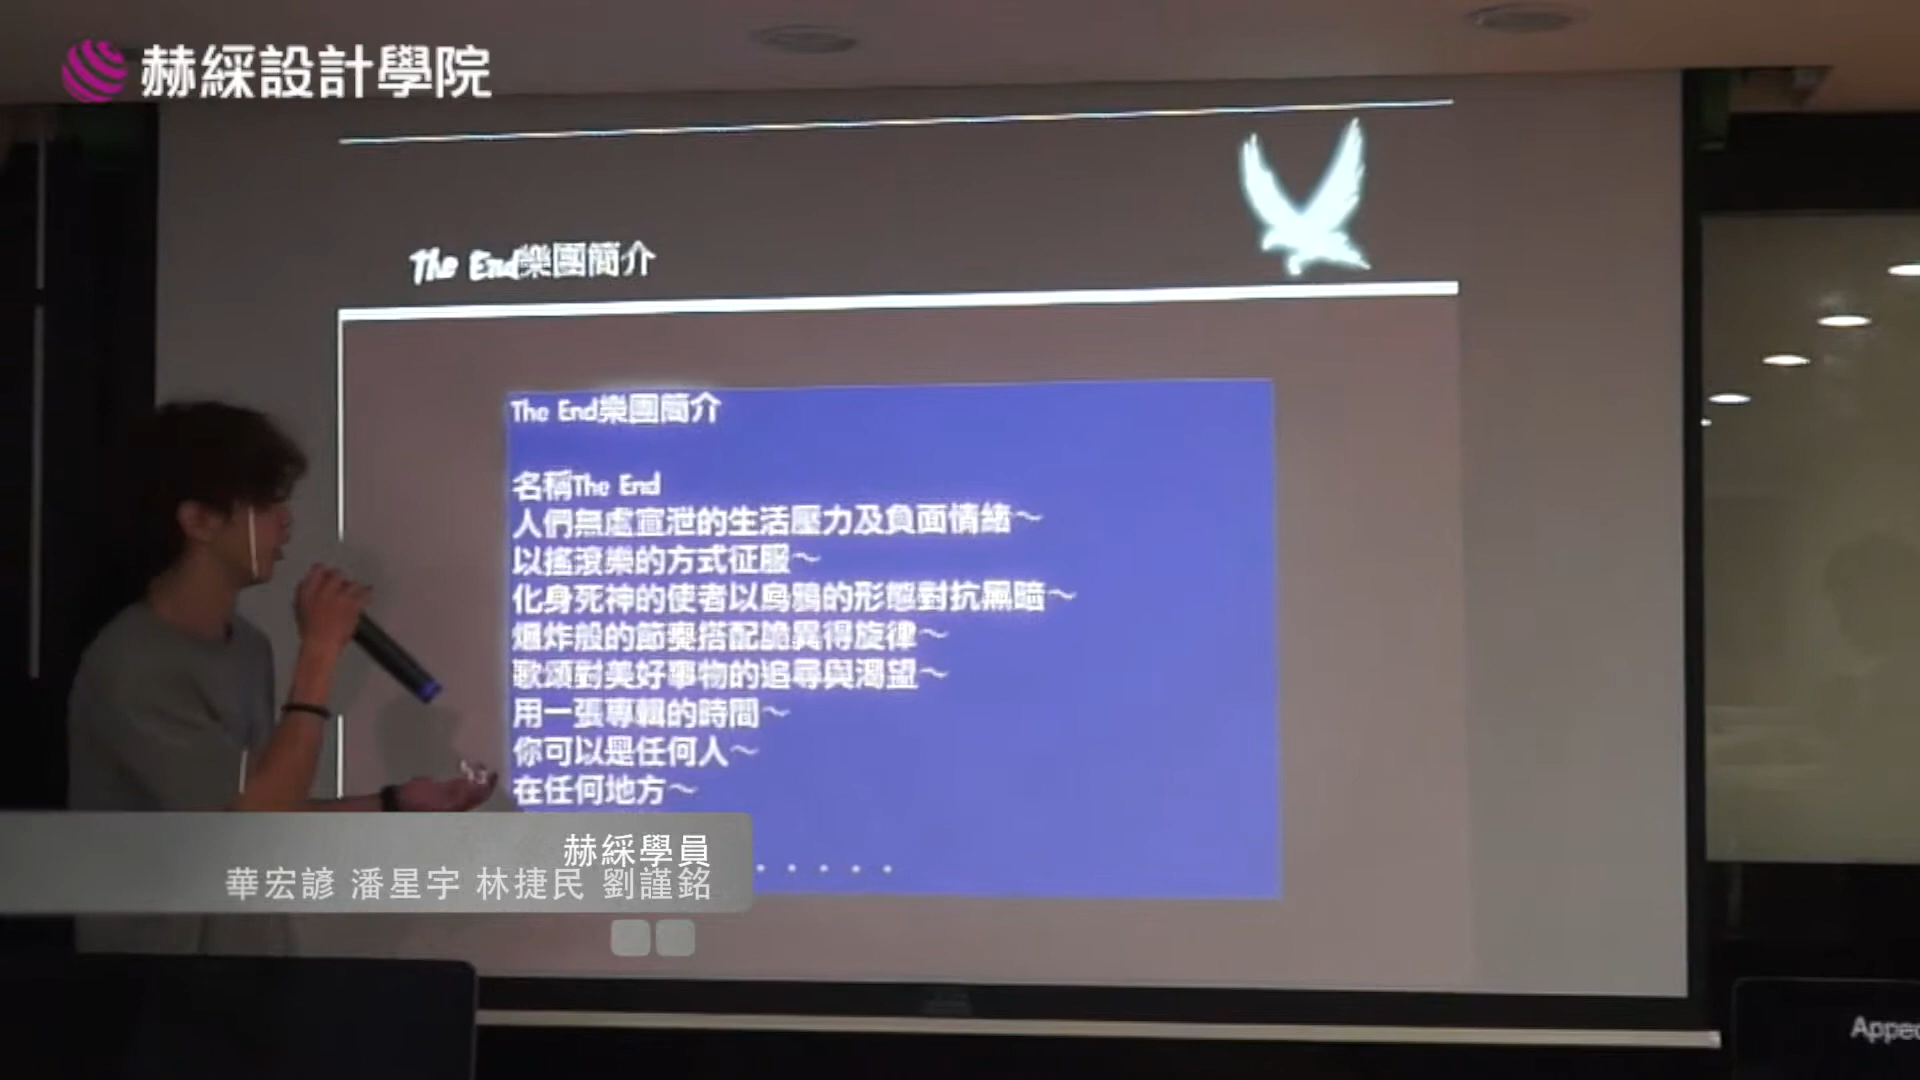 赫綵設計學院
The End樂團簡介
The End樂團簡介
名稱The End
人們無處宣泄的生活壓力及負面情緒～
以搖滾樂的方式征服～
化身死神的使者以烏鴉的形態對抗黑暗～
爆炸般的節奏搭配詭異得旋律～
歌頌對美好事物的追尋與渴望～
用一張專輯的時間～
你可以是任何人～
在任何地方～
. . . . .
赫綵學員
華宏諺 潘星宇 林捷民 劉謹銘